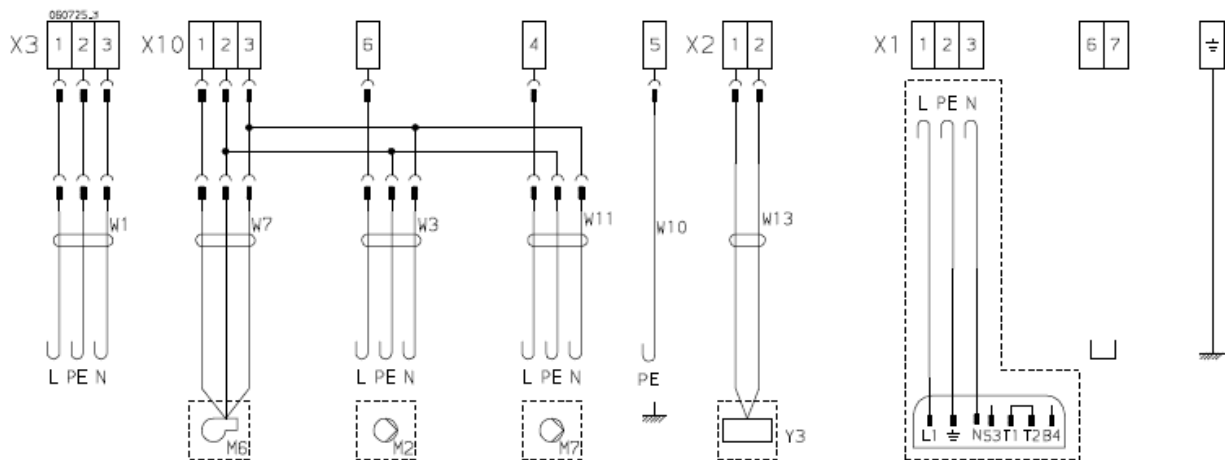 060725_3
X3 1 2 3 X10 1 2 3 6 4 5 X2 1 2 X1 1 2 3 6 7
L PE N
W1 W7 W3 W11 W10 W13
L PE N L PE N L PE N PE
M6 M2 M7 Y3
L1 N S3 T1 T2 B4